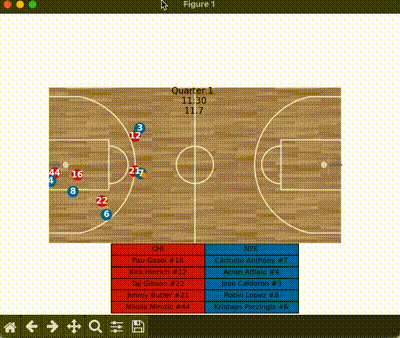 Figure 1
Quarter 1
11:30
11.7
3
12
21
7
44
4
16
8
22
6
CHI NYK
Pau Gasol #16 Carmelo Anthony #7
Kirk Hinrich #12 Arron Afflalo #4
Taj Gibson #22 Jose Calderon #3
Jimmy Butler #21 Robin Lopez #8
Nikola Mirotic #44 Kristaps Porzingis #6